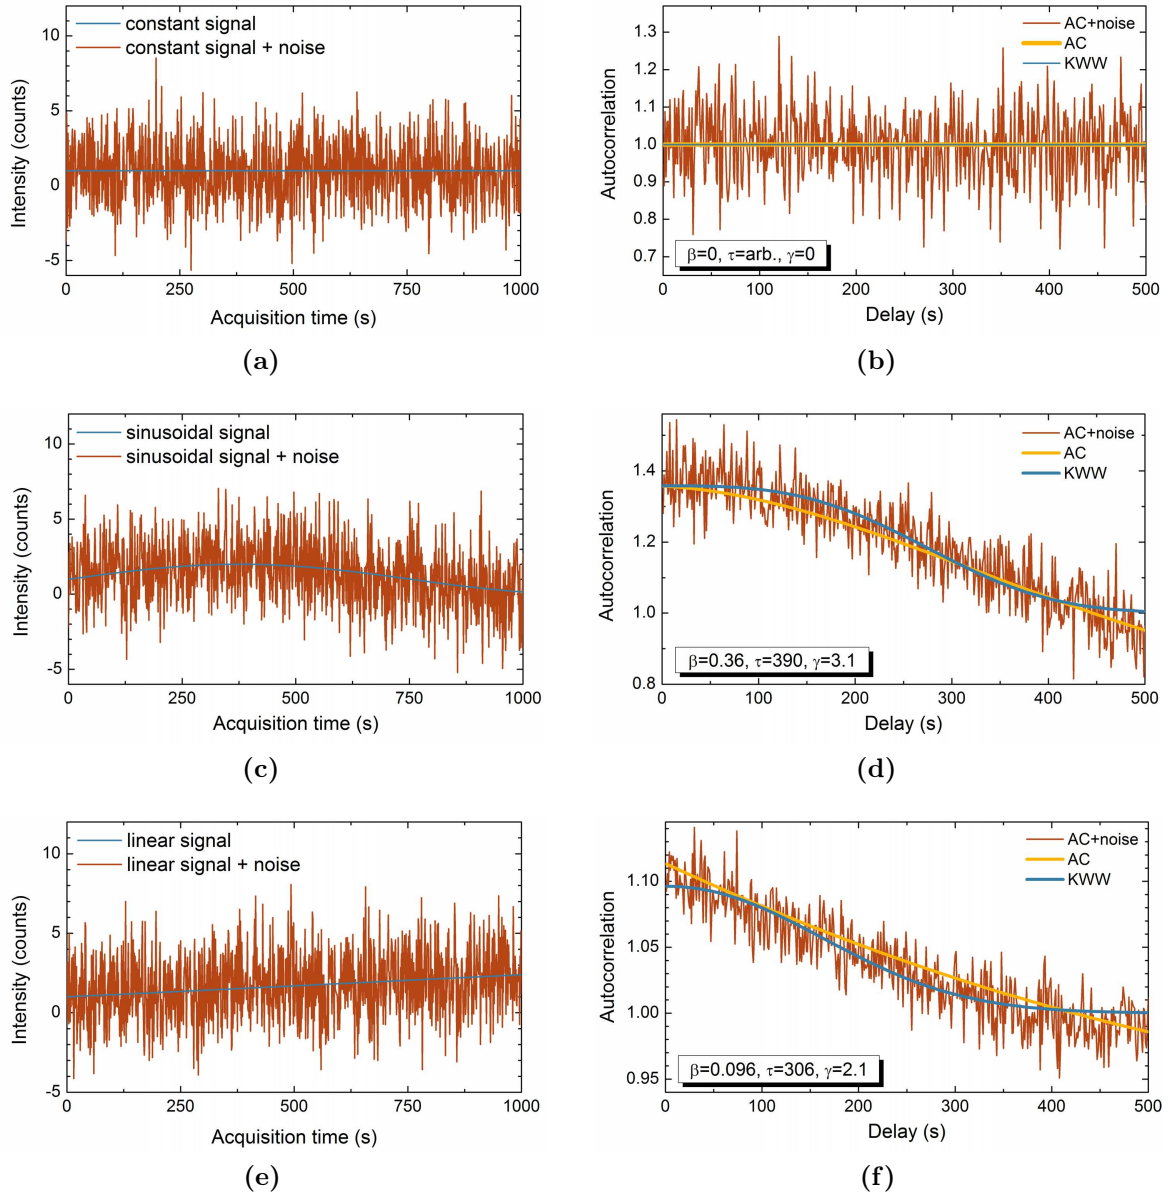 constant signal
constant signal + noise
Intensity (counts)
10
5
0
-5
0 250 500 750 1000
Acquisition time (s)
(a)
AC+noise
AC
KWW
Autocorrelation
1.3
1.2
1.1
1.0
0.9
0.8
0.7
β=0, τ=arb., γ=0
0 100 200 300 400 500
Delay (s)
(b)
sinusoidal signal
sinusoidal signal + noise
Intensity (counts)
10
5
0
-5
0 250 500 750 1000
Acquisition time (s)
(c)
AC+noise
AC
KWW
Autocorrelation
1.4
1.2
1.0
0.8
β=0.36, τ=390, γ=3.1
0 100 200 300 400 500
Delay (s)
(d)
linear signal
linear signal + noise
Intensity (counts)
10
5
0
-5
0 250 500 750 1000
Acquisition time (s)
(e)
AC+noise
AC
KWW
Autocorrelation
1.10
1.05
1.00
0.95
β=0.096, τ=306, γ=2.1
0 100 200 300 400 500
Delay (s)
(f)